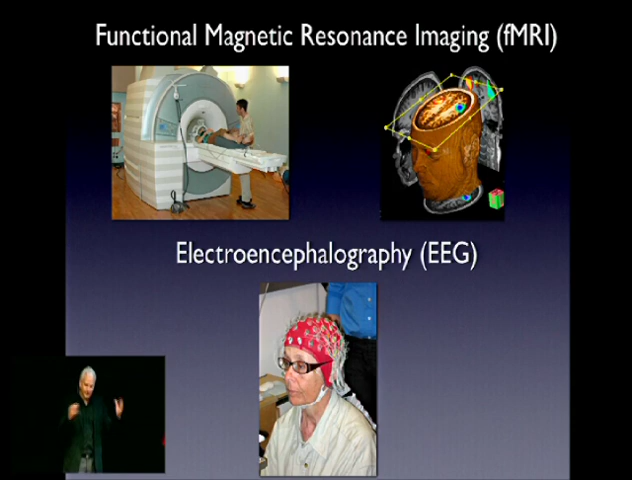 Functional Magnetic Resonance Imaging (fMRI)
Electroencephalography (EEG)